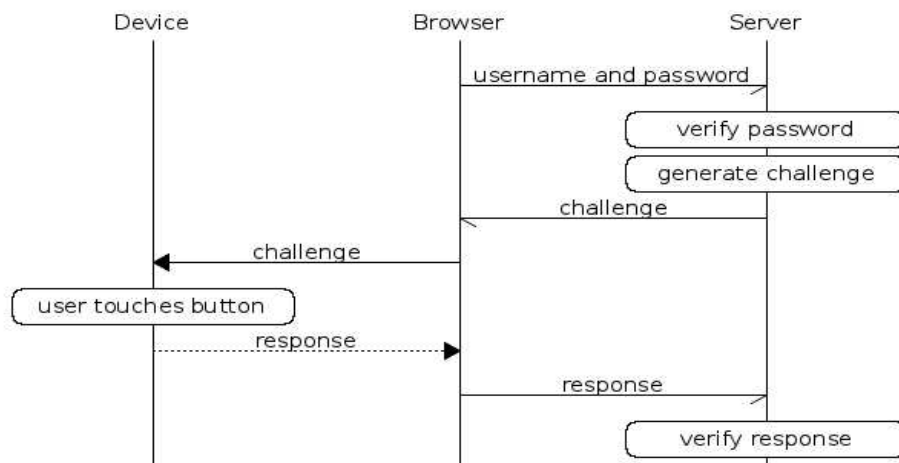 Device Browser Server
username and password
verify password
generate challenge
challenge
challenge
user touches button
response
response
verify response